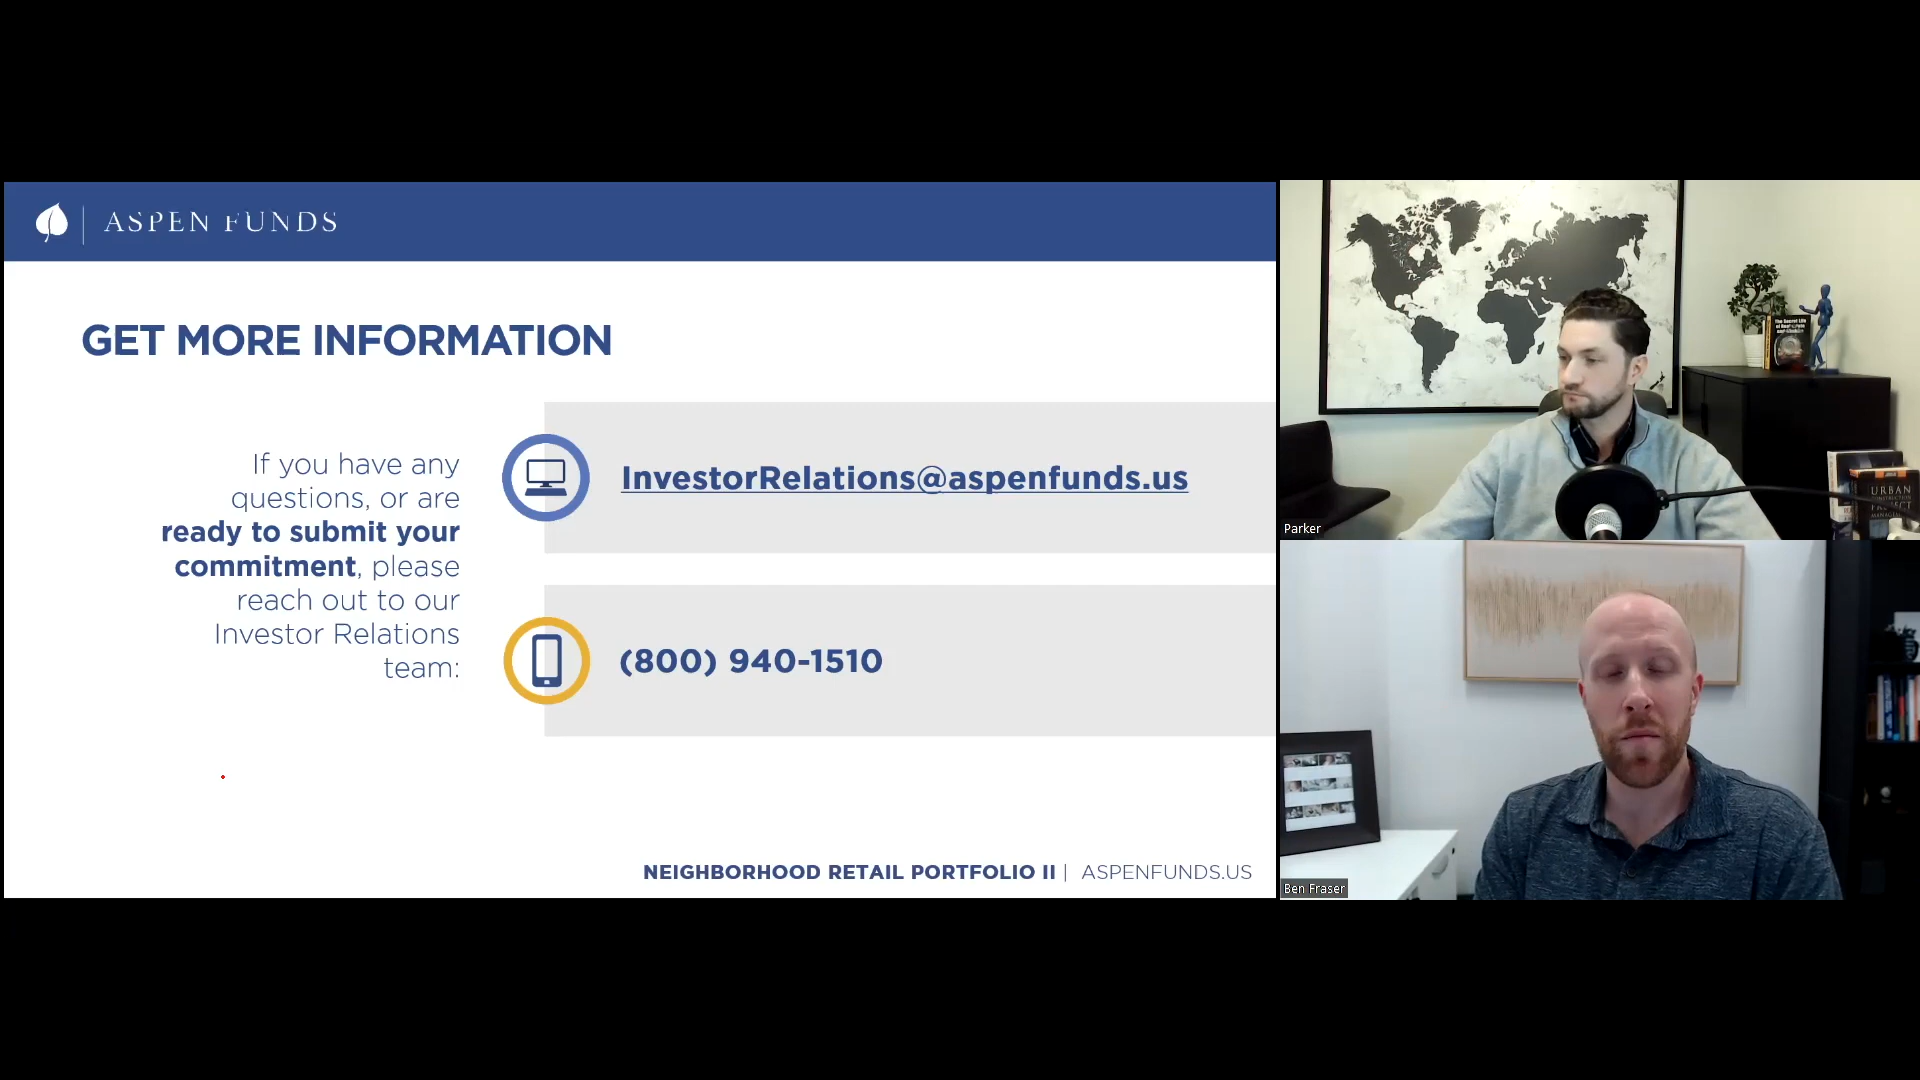 ASPEN FUNDS
GET MORE INFORMATION
If you have any
questions, or are
ready to submit your
commitment, please
reach out to our
Investor Relations
team:
InvestorRelations@aspenfunds.us
(800) 940-1510
NEIGHBORHOOD RETAIL PORTFOLIO II | ASPENFUNDS.US
Parker
URBAN
Ben Fraser